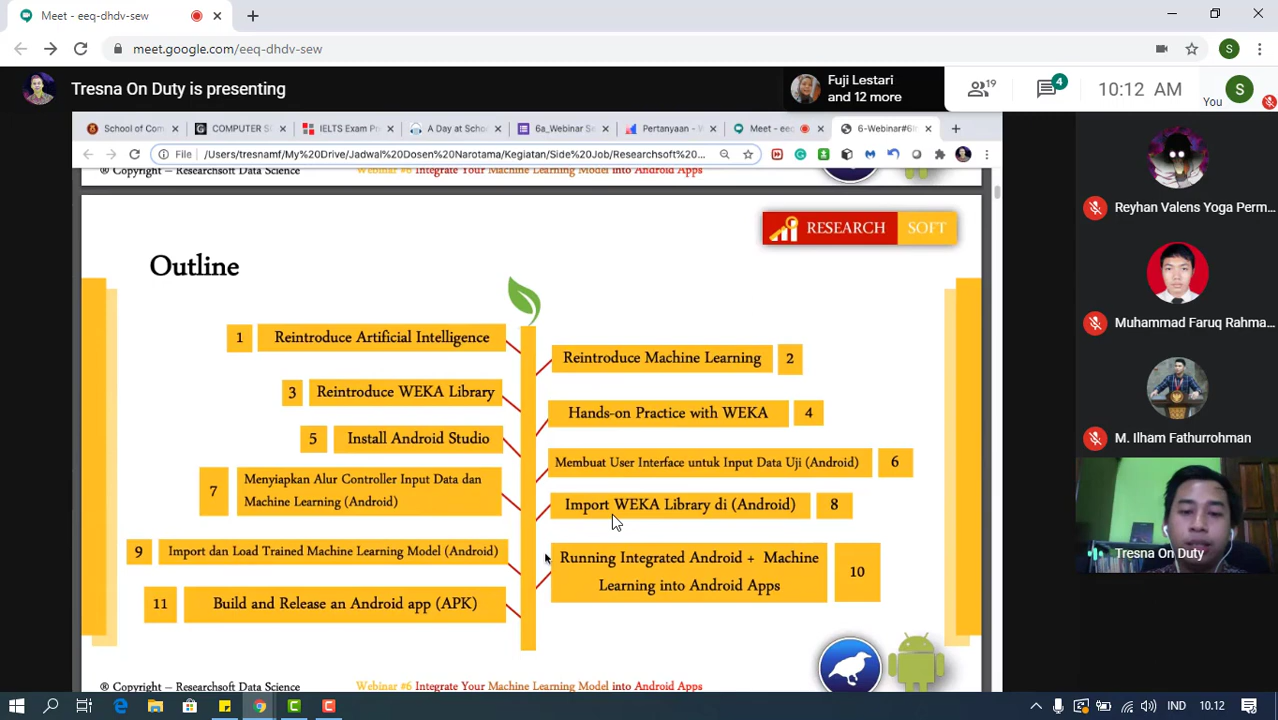 Meet - eeq-dhdv-sew
meet.google.com/eeq-dhdv-sew
S
Tresna On Duty is presenting
Fuji Lestari
and 12 more
19
4
10:12 AM
You
S
School of Com
COMPUTER SC
IELTS Exam Pr
A Day at Scho
6a_Webinar Se
Pertanyaan - W
Meet - eeq
6-Webinar#6I
File
/Users/tresnamf/My%20Drive/Jadwal%20Dosen%20Narotama/Kegiatan/Side%20Job/Researchsoft%20...
® Copyright – Researchsoft Data Science
Webinar #6 Integrate Your Machine Learning Model into Android Apps
RESEARCH SOFT
Outline
1 Reintroduce Artificial Intelligence
Reintroduce Machine Learning 2
3 Reintroduce WEKA Library
Hands-on Practice with WEKA 4
5 Install Android Studio
Membuat User Interface untuk Input Data Uji (Android) 6
7 Menyiapkan Alur Controller Input Data dan
Machine Learning (Android)
Import WEKA Library di (Android) 8
9 Import dan Load Trained Machine Learning Model (Android)
Running Integrated Android + Machine
Learning into Android Apps
10
11 Build and Release an Android app (APK)
® Copyright – Researchsoft Data Science
Webinar #6 Integrate Your Machine Learning Model into Android Apps
Reyhan Valens Yoga Perm...
Muhammad Faruq Rahma...
M. Ilham Fathurrohman
Tresna On Duty
IND
10.12